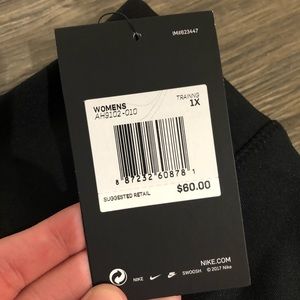 IM#623447
WOMENS TRAINNG
AH9102-010 1X
8 87232 60878 1
SUGGESTED RETAIL $60.00
NIKE.COM
NIKE SWOOSH © 2017 Nike